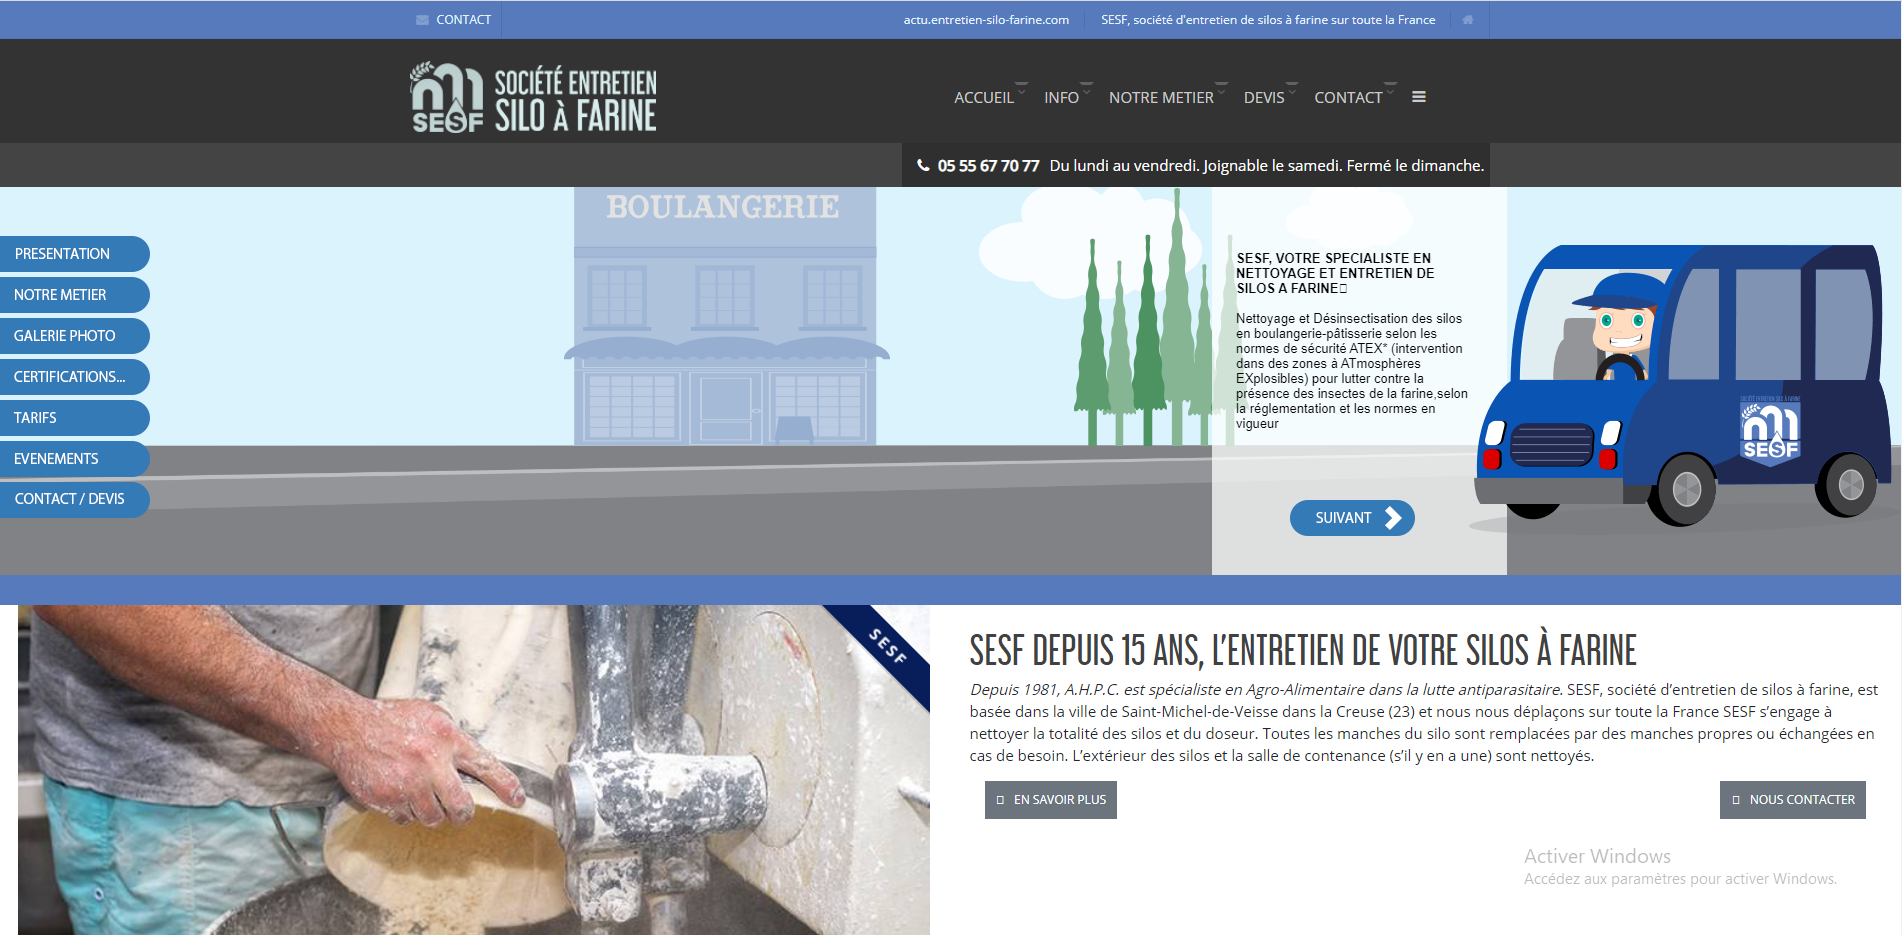 CONTACT
actu.entretien-silo-farine.com
SESF, société d'entretien de silos à farine sur toute la France
SESF
SOCIÉTÉ ENTRETIEN
SILO À FARINE
ACCUEIL
INFO
NOTRE METIER
DEVIS
CONTACT
05 55 67 70 77 Du lundi au vendredi. Joignable le samedi. Fermé le dimanche.
BOULANGERIE
PRESENTATION
NOTRE METIER
GALERIE PHOTO
CERTIFICATIONS...
TARIFS
EVENEMENTS
CONTACT / DEVIS
SESF, VOTRE SPECIALISTE EN
NETTOYAGE ET ENTRETIEN DE
SILOS A FARINE
Nettoyage et Désinsectisation des silos
en boulangerie-pâtisserie selon les
normes de sécurité ATEX* (intervention
dans des zones à ATmosphères
EXplosibles) pour lutter contre la
présence des insectes de la farine,selon
la réglementation et les normes en
vigueur
SUIVANT
SOCIÉTÉ ENTRETIEN SILO À FARINE
SESF
SESF
SESF DEPUIS 15 ANS, L'ENTRETIEN DE VOTRE SILOS À FARINE
Depuis 1981, A.H.P.C. est spécialiste en Agro-Alimentaire dans la lutte antiparasitaire. SESF, société d'entretien de silos à farine, est
basée dans la ville de Saint-Michel-de-Veisse dans la Creuse (23) et nous nous déplaçons sur toute la France SESF s'engage à
nettoyer la totalité des silos et du doseur. Toutes les manches du silo sont remplacées par des manches propres ou échangées en
cas de besoin. L'extérieur des silos et la salle de contenance (s'il y en a une) sont nettoyés.
EN SAVOIR PLUS
NOUS CONTACTER
Activer Windows
Accédez aux paramètres pour activer Windows.